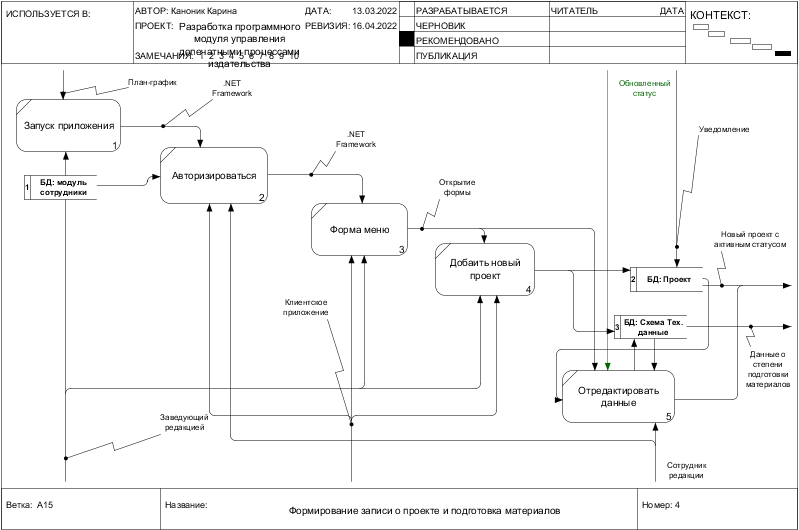 ИСПОЛЬЗУЕТСЯ В:
АВТОР: Каноник Карина
ДАТА: 13.03.2022
ПРОЕКТ: Разработка программного
модуля управления
допечатными процессами
издательства
РЕВИЗИЯ: 16.04.2022
ЗАМЕЧАНИЯ: 1 2 3 4 5 6 7 8 9 10
РАЗРАБАТЫВАЕТСЯ
ЧЕРНОВИК
РЕКОМЕНДОВАНО
ПУБЛИКАЦИЯ
ЧИТАТЕЛЬ
ДАТА
КОНТЕКСТ:
План-график
.NET
Framework
Обновленный
статус
Запуск приложения
1
.NET
Framework
Уведомление
Авторизироваться
2
1
БД: модуль
сотрудники
Открытие
формы
Форма меню
3
Новый проект с
активным статусом
Добаить новый
проект
4
2
БД: Проект
Клиентское
приложение
3
БД: Схема Тех.
данные
Данные о
степени
подготовки
материалов
Отредактировать
данные
5
Заведующий
редакцией
Сотрудник
редакции
Ветка: A15
Название:
Формирование записи о проекте и подготовка материалов
Номер: 4